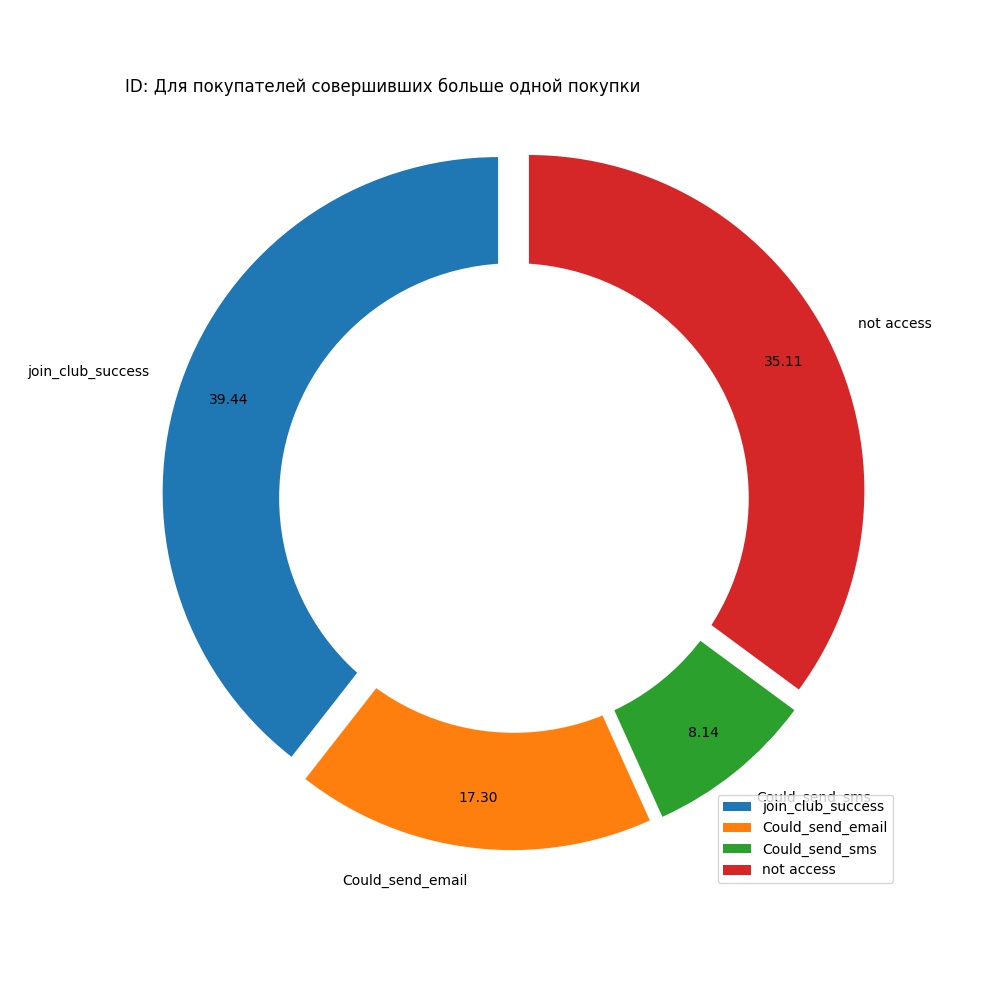 ID: Для покупателей совершивших больше одной покупки
not access
35.11
join_club_success
39.44
8.14
17.30
Could_send_sms
Could_send_email
join_club_success
Could_send_email
Could_send_sms
not access